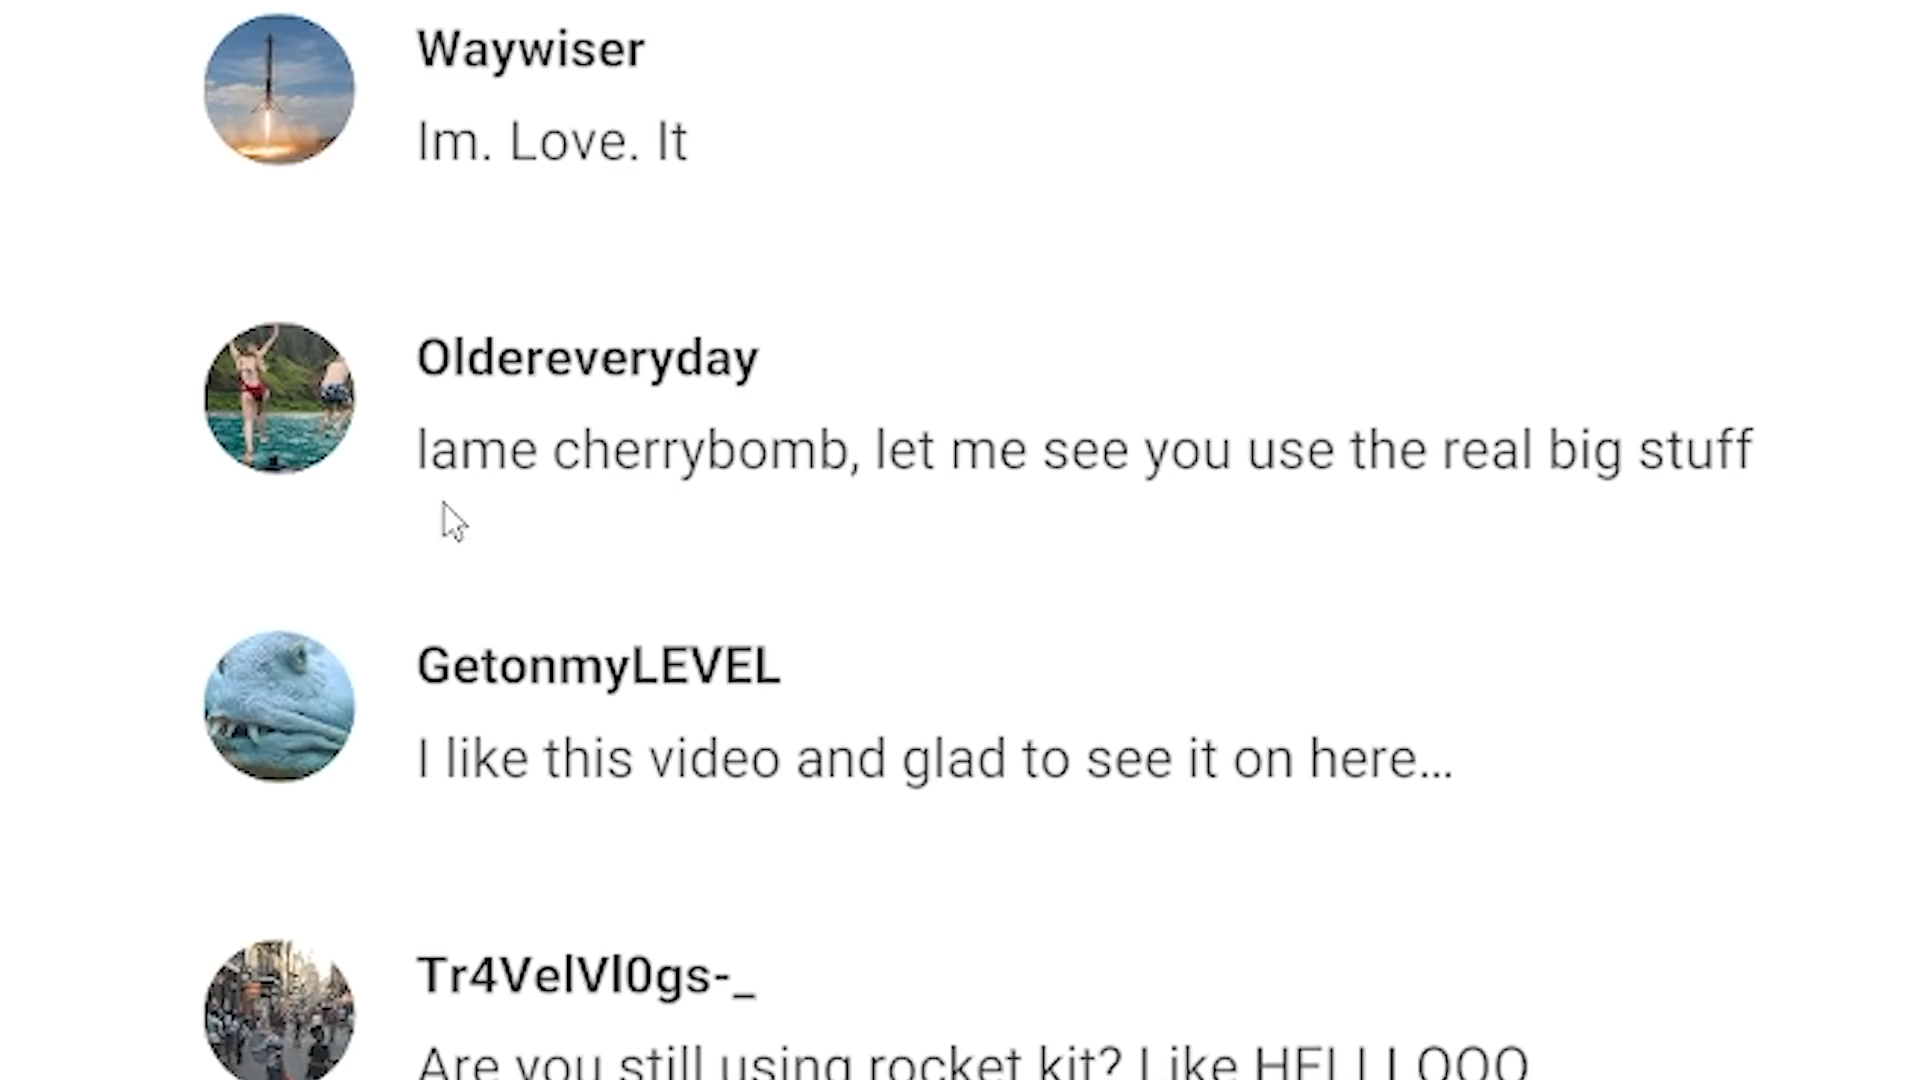 Waywiser
Im. Love. It
Oldereveryday
lame cherrybomb, let me see you use the real big stuff
GetonmyLEVEL
I like this video and glad to see it on here...
Tr4VelVl0gs-_
Are you still using rocket kit? Like HELLLOOO